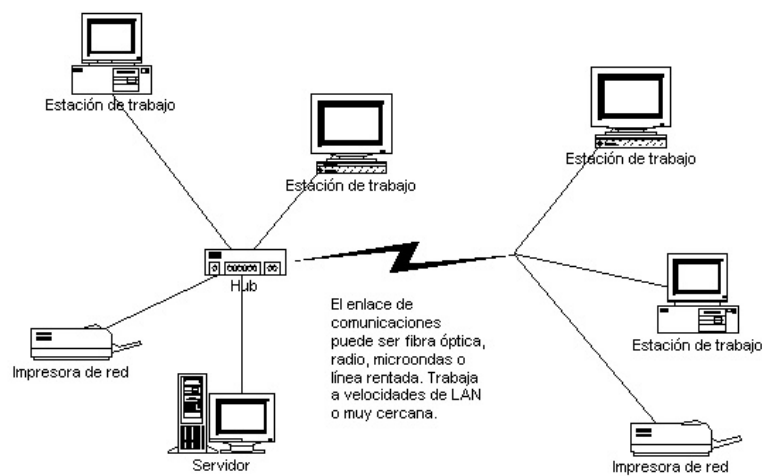 Estación de trabajo
Estación de trabajo
Estación de trabajo
Hub
El enlace de
comunicaciones
puede ser fibra óptica,
radio, microondas o
línea rentada. Trabaja
a velocidades de LAN
o muy cercana.
Estación de trabajo
Impresora de red
Servidor
Impresora de red